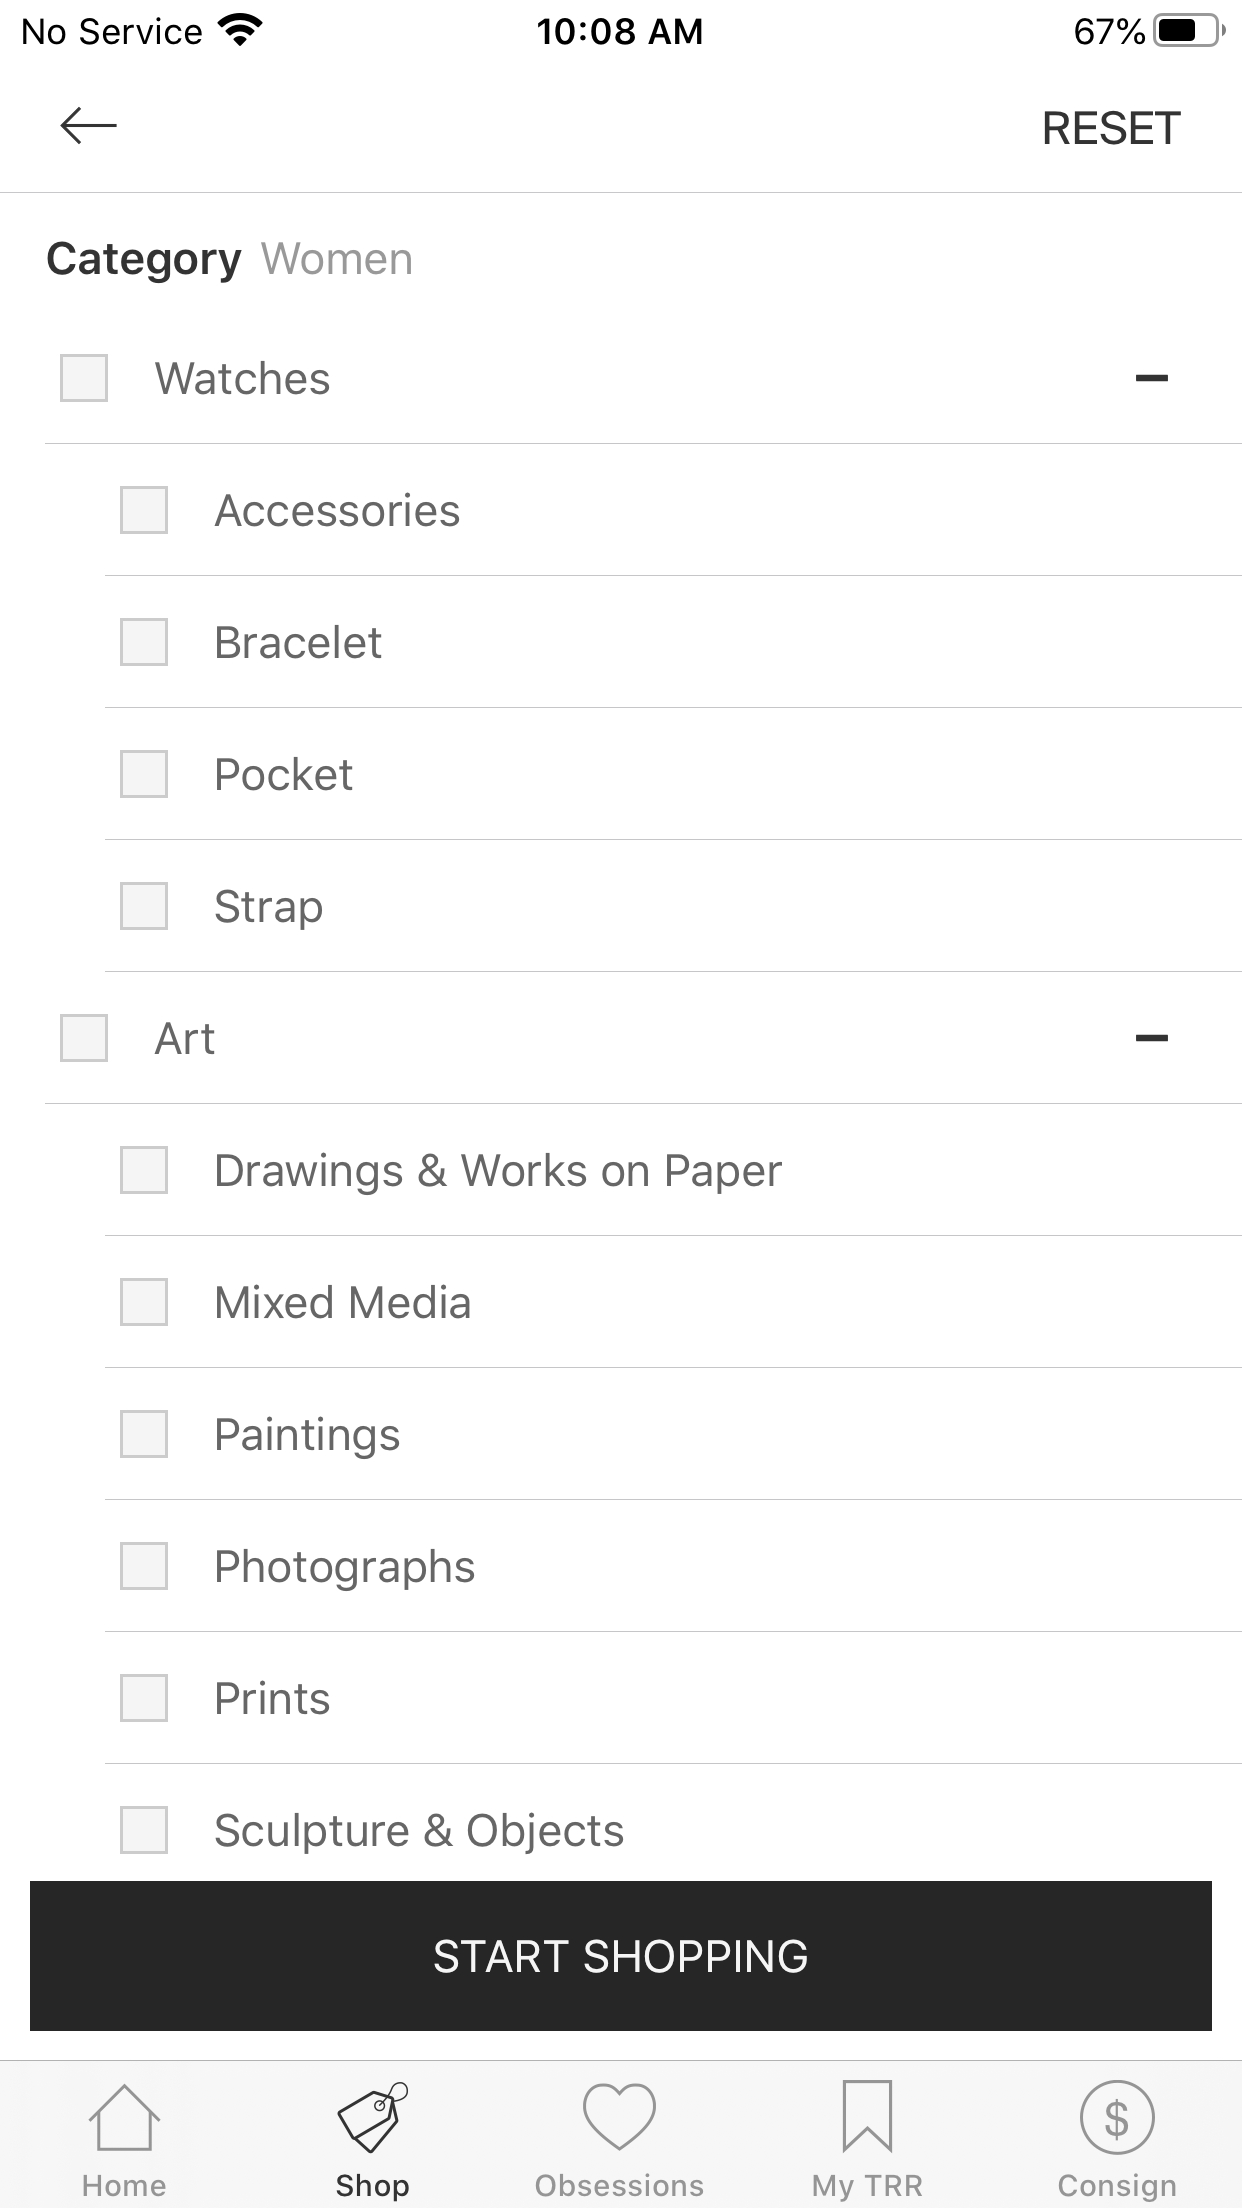 No Service 10:08 AM 67%
RESET
Category Women
Watches
Accessories
Bracelet
Pocket
Strap
Art
Drawings & Works on Paper
Mixed Media
Paintings
Photographs
Prints
Sculpture & Objects
START SHOPPING
$
Home Shop Obsessions My TRR Consign